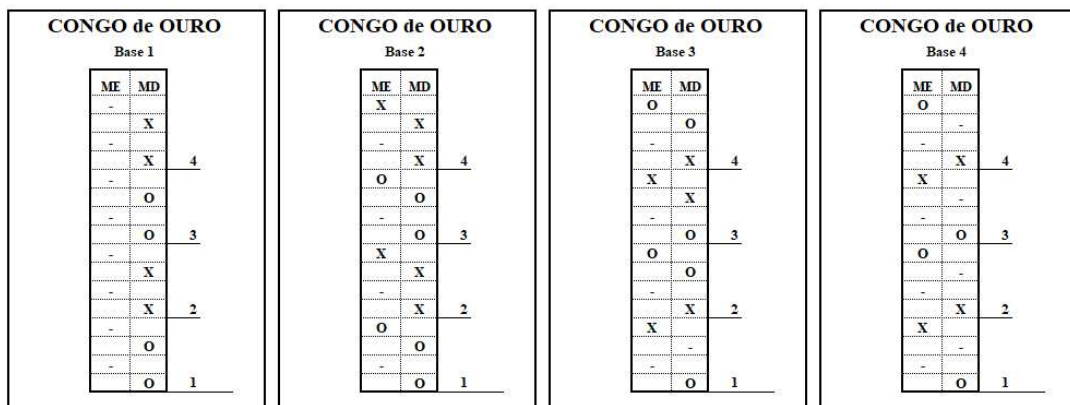 CONGO de OURO
Base 1
ME MD
-
X
-
X 4
-
O
-
O 3
-
X
-
X 2
-
O
-
O 1
CONGO de OURO
Base 2
ME MD
X
X
-
X 4
O
O
-
O 3
X
X
-
X 2
O
O
-
O 1
CONGO de OURO
Base 3
ME MD
O
O
-
X 4
X
X
-
O 3
O
O
-
X 2
X
-
-
O 1
CONGO de OURO
Base 4
ME MD
O
-
-
X 4
X
-
-
O 3
O
-
-
X 2
X
-
-
O 1